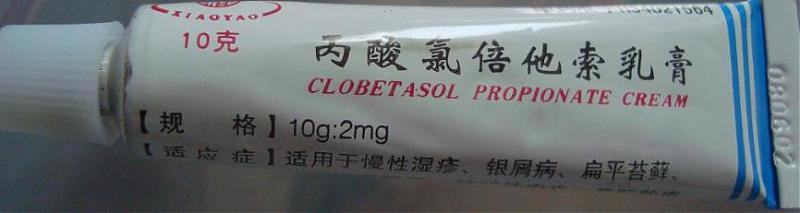 XIAOYAO
10克
丙酸氯倍他索乳膏
CLOBETASOL PROPIONATE CREAM
【规 格】10g:2mg
【适应症】适用于慢性湿疹、银屑病、扁平苔藓、
080602